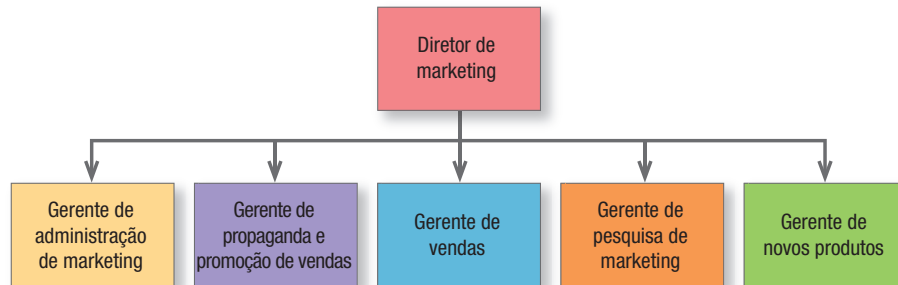 Diretor de
marketing
Gerente de
administração
de marketing
Gerente de
propaganda e
promoção de vendas
Gerente de
vendas
Gerente de
pesquisa de
marketing
Gerente de
novos produtos